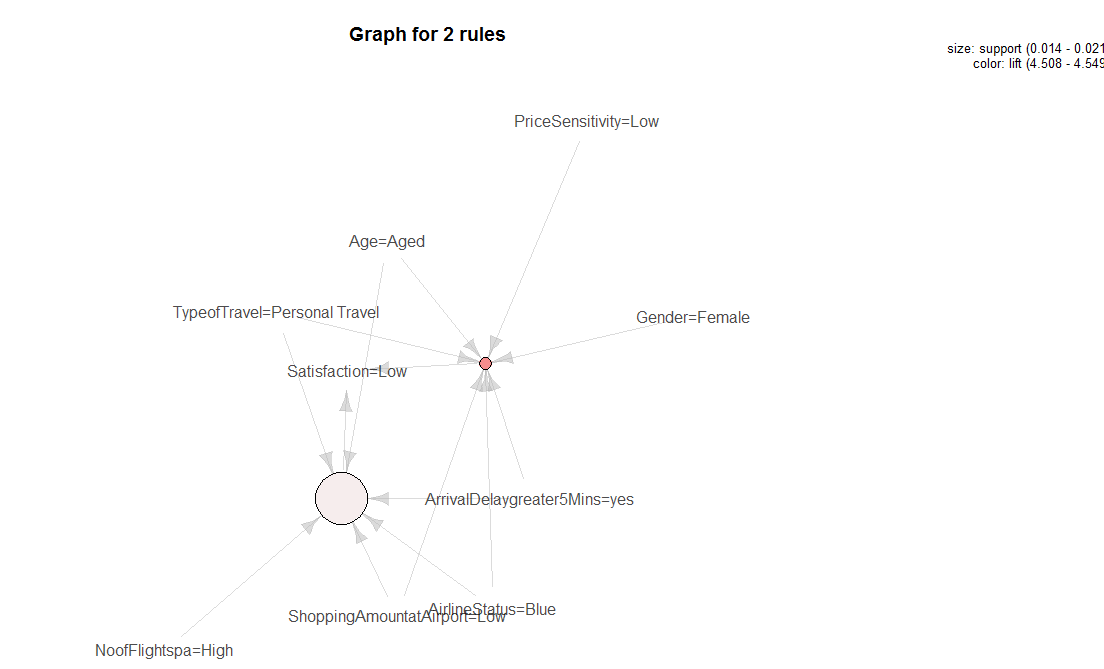 Graph for 2 rules
size: support (0.014 - 0.021
color: lift (4.508 - 4.549
PriceSensitivity=Low
Age=Aged
TypeofTravel=Personal Travel
Gender=Female
Satisfaction=Low
ArrivalDelaygreater5Mins=yes
AirlineStatus=Blue
ShoppingAmountatAirport=Low
NoofFlightspa=High